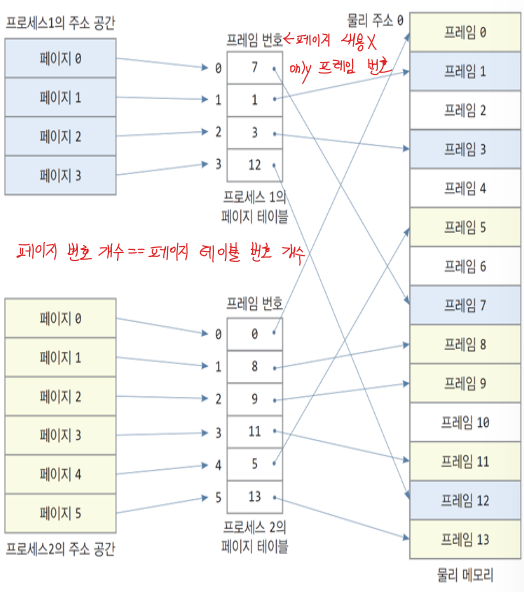 프로세스1의 주소 공간
페이지 0
페이지 1
페이지 2
페이지 3
프레임 번호
←페이지 내용X
only 프레임 번호
0 7
1 1
2 3
3 12
프로세스 1의
페이지 테이블
페이지 번호 개수 == 페이지 테이블 번호 개수
페이지 0
페이지 1
페이지 2
페이지 3
페이지 4
페이지 5
프로세스2의 주소 공간
프레임 번호
0 0
1 8
2 9
3 11
4 5
5 13
프로세스 2의
페이지 테이블
물리 주소 0
프레임 0
프레임 1
프레임 2
프레임 3
프레임 4
프레임 5
프레임 6
프레임 7
프레임 8
프레임 9
프레임 10
프레임 11
프레임 12
프레임 13
물리 메모리